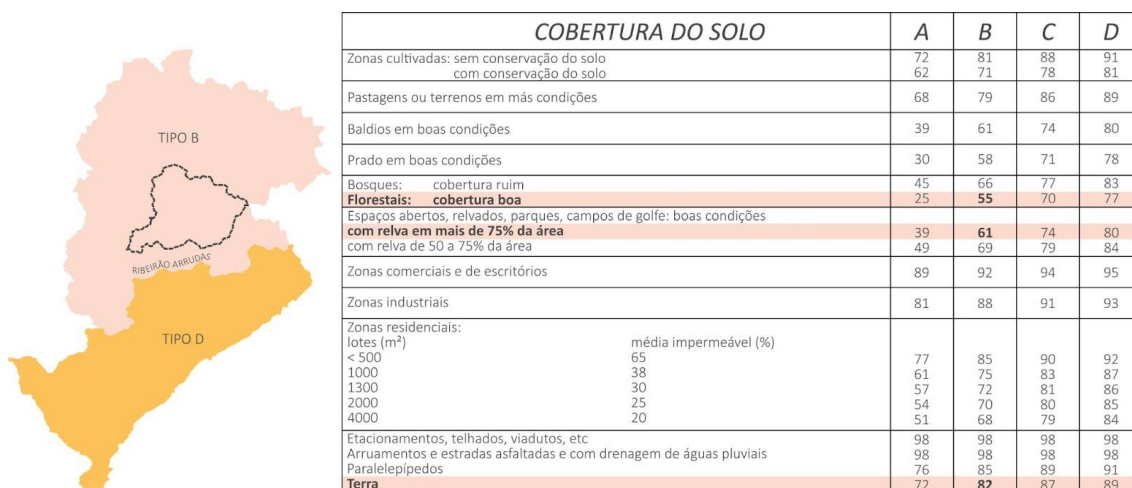 TIPO B
RIBEIRÃO ARRUDAS
TIPO D
COBERTURA DO SOLO A B C D
Zonas cultivadas: sem conservação do solo 72 81 88 91
com conservação do solo 62 71 78 81
Pastagens ou terrenos em más condições 68 79 86 89
Baldios em boas condições 39 61 74 80
Prado em boas condições 30 58 71 78
Bosques: cobertura ruim 45 66 77 83
Florestais: cobertura boa 25 55 70 77
Espaços abertos, relvados, parques, campos de golfe: boas condições
com relva em mais de 75% da área 39 61 74 80
com relva de 50 a 75% da área 49 69 79 84
Zonas comerciais e de escritórios 89 92 94 95
Zonas industriais 81 88 91 93
Zonas residenciais:
lotes (m²) média impermeável (%)
< 500 65 77 85 90 92
1000 38 61 75 83 87
1300 30 57 72 81 86
2000 25 54 70 80 85
4000 20 51 68 79 84
Etacionamentos, telhados, viadutos, etc 98 98 98 98
Arruamentos e estradas asfaltadas e com drenagem de águas pluviais 98 98 98 98
Paralelepípedos 76 85 89 91
Terra 72 82 87 89